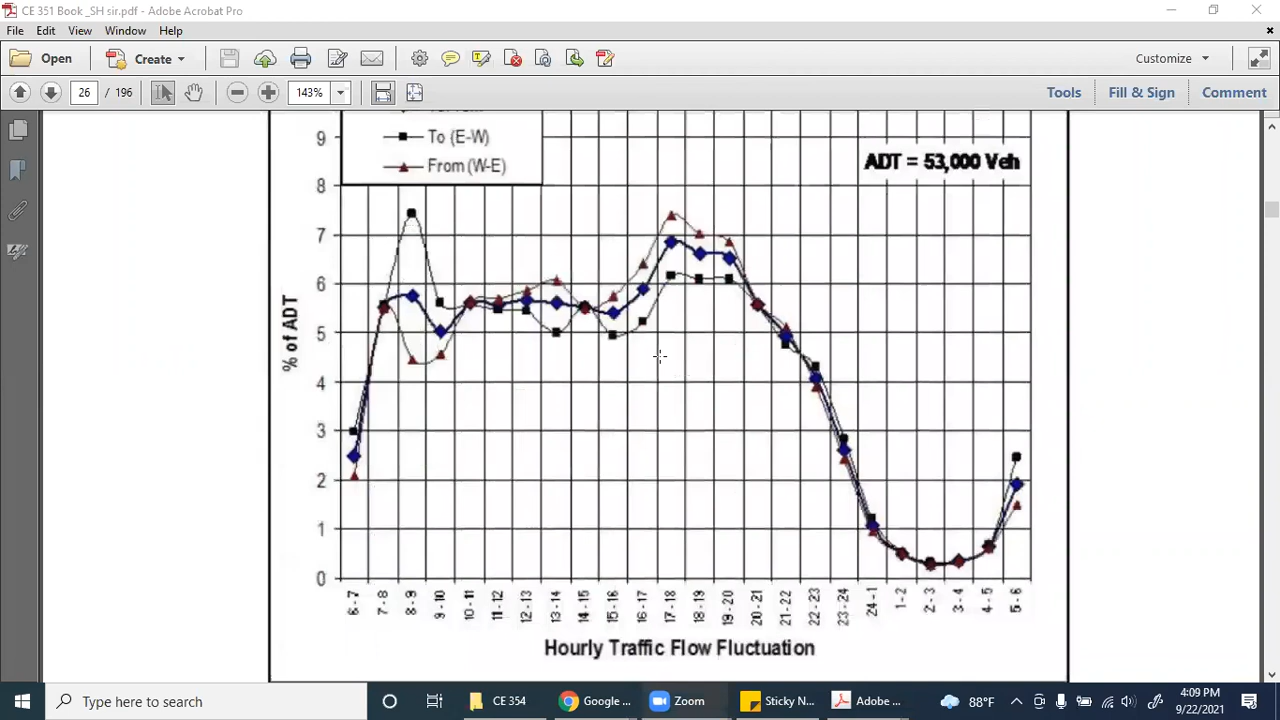 CE 351 Book _SH sir.pdf - Adobe Acrobat Pro
File Edit View Window Help
Open Create Customize
26 / 196 143% Tools Fill & Sign Comment
9
To (E-W)
ADT = 53,000 Veh
From (W-E)
8
7
6
5
4
3
2
1
0
% of ADT
6 - 7 7 - 8 8 - 9 9 - 10 10 - 11 11 - 12 12 - 13 13 - 14 14 - 15 15 - 16 16 - 17 17 - 18 18 - 19 19 - 20 20 - 21 21 - 22 22 - 23 23 - 24 24 - 1 1 - 2 2 - 3 3 - 4 4 - 5 5 - 6
Hourly Traffic Flow Fluctuation
Type here to search CE 354 Google ... Zoom Sticky N... Adobe ... 88°F 4:09 PM
9/22/2021